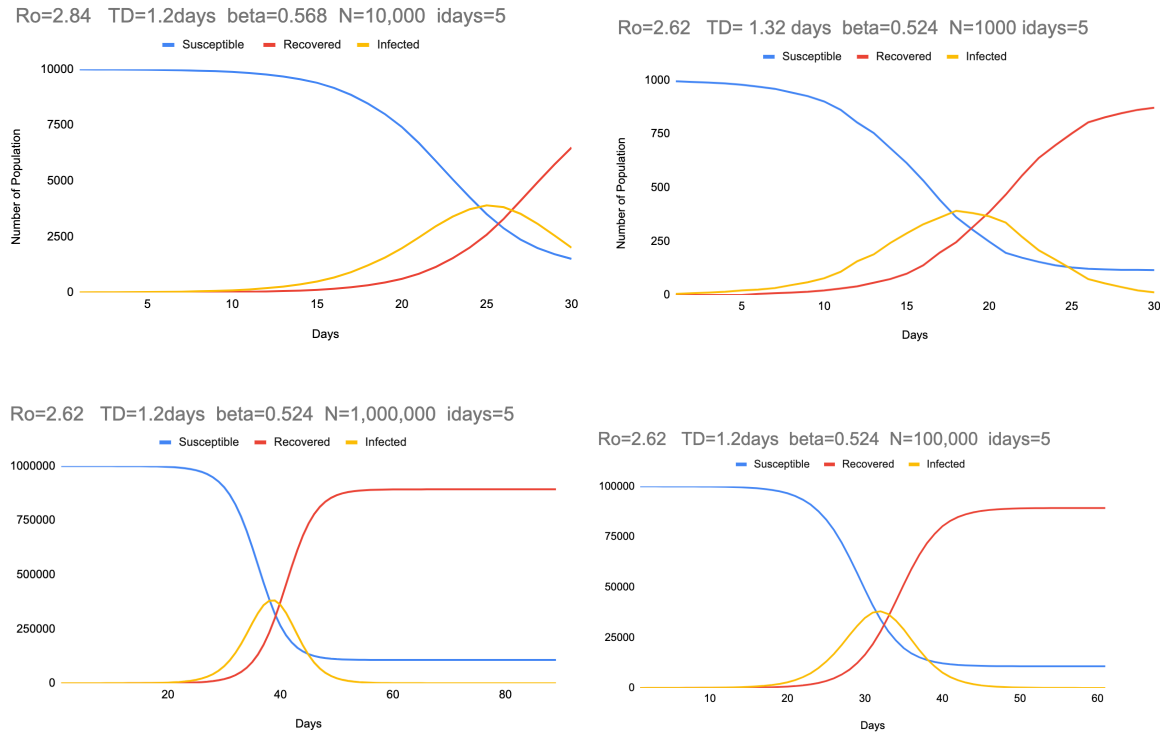 Ro=2.84 TD=1.2days beta=0.568 N=10,000 idays=5
Susceptible Recovered Infected
Number of Population
10000
7500
5000
2500
0
5 10 15 20 25 30
Days
Ro=2.62 TD= 1.32 days beta=0.524 N=1000 idays=5
Susceptible Recovered Infected
Number of Population
1000
750
500
250
0
5 10 15 20 25 30
Days
Ro=2.62 TD=1.2days beta=0.524 N=1,000,000 idays=5
Susceptible Recovered Infected
1000000
750000
500000
250000
0
20 40 60 80
Days
Ro=2.62 TD=1.2days beta=0.524 N=100,000 idays=5
Susceptible Recovered Infected
100000
75000
50000
25000
0
10 20 30 40 50 60
Days